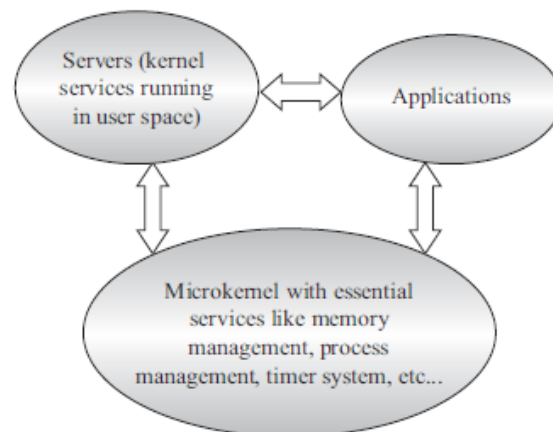 Servers (kernel
services running
in user space)
Applications
Microkernel with essential
services like memory
management, process
management, timer system, etc...